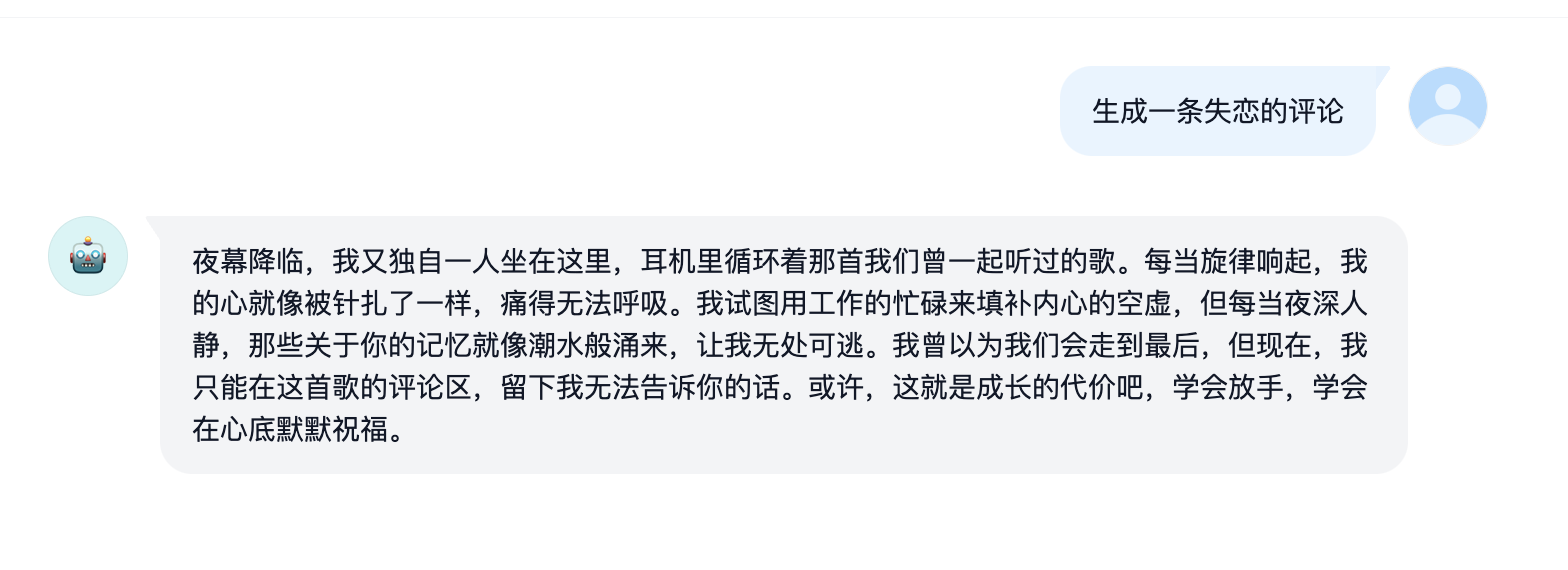 生成一条失恋的评论
夜幕降临，我又独自一人坐在这里，耳机里循环着那首我们曾一起听过的歌。每当旋律响起，我
的心就像被针扎了一样，痛得无法呼吸。我试图用工作的忙碌来填补内心的空虚，但每当夜深人
静，那些关于你的记忆就像潮水般涌来，让我无处可逃。我曾以为我们会走到最后，但现在，我
只能在这首歌的评论区，留下我无法告诉你的话。或许，这就是成长的代价吧，学会放手，学会
在心底默默祝福。